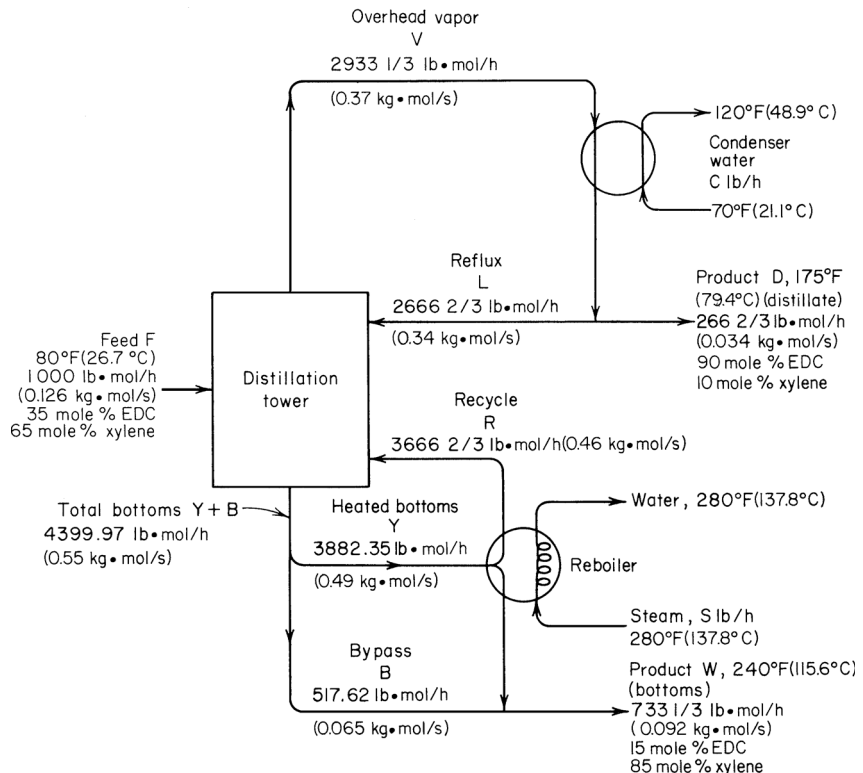 Overhead vapor
V
2933 1/3 lb•mol/h
(0.37 kg•mol/s)
120°F(48.9°C)
Condenser
water
C lb/h
70°F(21.1°C)
Reflux
L
2666 2/3 lb•mol/h
(0.34 kg•mol/s)
Product D, 175°F
(79.4°C) (distillate)
266 2/3 lb•mol/h
(0.034 kg•mol/s)
90 mole % EDC
10 mole % xylene
Feed F
80°F(26.7 °C)
1000 lb•mol/h
(0.126 kg•mol/s)
35 mole % EDC
65 mole % xylene
Distillation
tower
Recycle
R
3666 2/3 lb•mol/h(0.46 kg•mol/s)
Total bottoms Y + B
4399.97 lb•mol/h
(0.55 kg•mol/s)
Heated bottoms
Y
3882.35 lb•mol/h
(0.49 kg•mol/s)
Water, 280°F(137.8°C)
Reboiler
Steam, S lb/h
280°F(137.8°C)
Bypass
B
517.62 lb•mol/h
(0.065 kg•mol/s)
Product W, 240°F(115.6°C)
(bottoms)
733 1/3 lb•mol/h
(0.092 kg•mol/s)
15 mole % EDC
85 mole % xylene